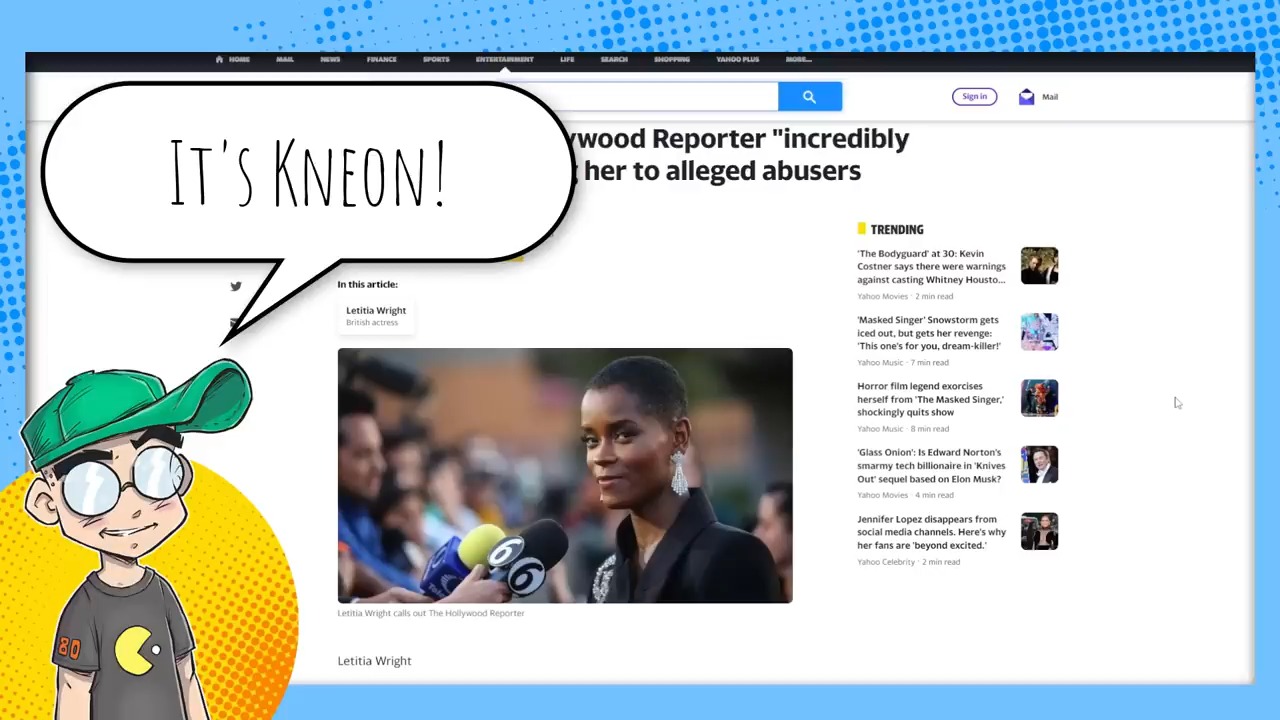 HOME MAIL NEWS FINANCE SPORTS ENTERTAINMENT LIFE SEARCH SHOPPING YAHOO PLUS MORE...
Sign in
Mail
It's Kneon!
Reporter "incredibly
her to alleged abusers
In this article:
Letitia Wright
British actress
6
6
Letitia Wright calls out The Hollywood Reporter
Letitia Wright
TRENDING
'The Bodyguard' at 30: Kevin
Costner says there were warnings
against casting Whitney Housto...
Yahoo Movies · 2 min read
'Masked Singer' Snowstorm gets
iced out, but gets her revenge:
'This one's for you, dream-killer!'
Yahoo Music · 7 min read
Horror film legend exorcises
herself from 'The Masked Singer,'
shockingly quits show
Yahoo Music · 8 min read
'Glass Onion': Is Edward Norton's
smarmy tech billionaire in 'Knives
Out' sequel based on Elon Musk?
Yahoo Movies · 4 min read
Jennifer Lopez disappears from
social media channels. Here's why
her fans are 'beyond excited.'
Yahoo Celebrity · 2 min read
80